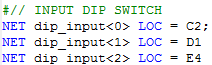 #// INPUT DIP SWITCH
NET dip_input<0> LOC = C2;
NET dip_input<1> LOC = D1
NET dip_input<2> LOC = E4